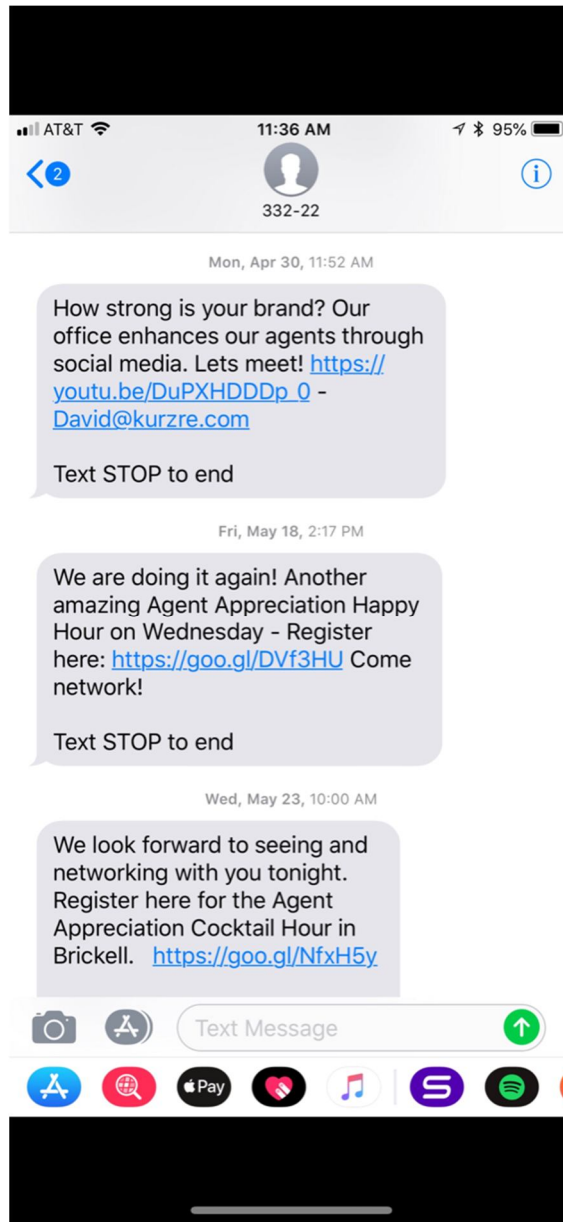 AT&T 11:36 AM 95%
2
332-22
Mon, Apr 30, 11:52 AM
How strong is your brand? Our
office enhances our agents through
social media. Lets meet! https://
youtu.be/DuPXHDDDp_0 -
David@kurzre.com
Text STOP to end
Fri, May 18, 2:17 PM
We are doing it again! Another
amazing Agent Appreciation Happy
Hour on Wednesday - Register
here: https://goo.gl/DVf3HU Come
network!
Text STOP to end
Wed, May 23, 10:00 AM
We look forward to seeing and
networking with you tonight.
Register here for the Agent
Appreciation Cocktail Hour in
Brickell. https://goo.gl/NfxH5y
Text Message
Pay